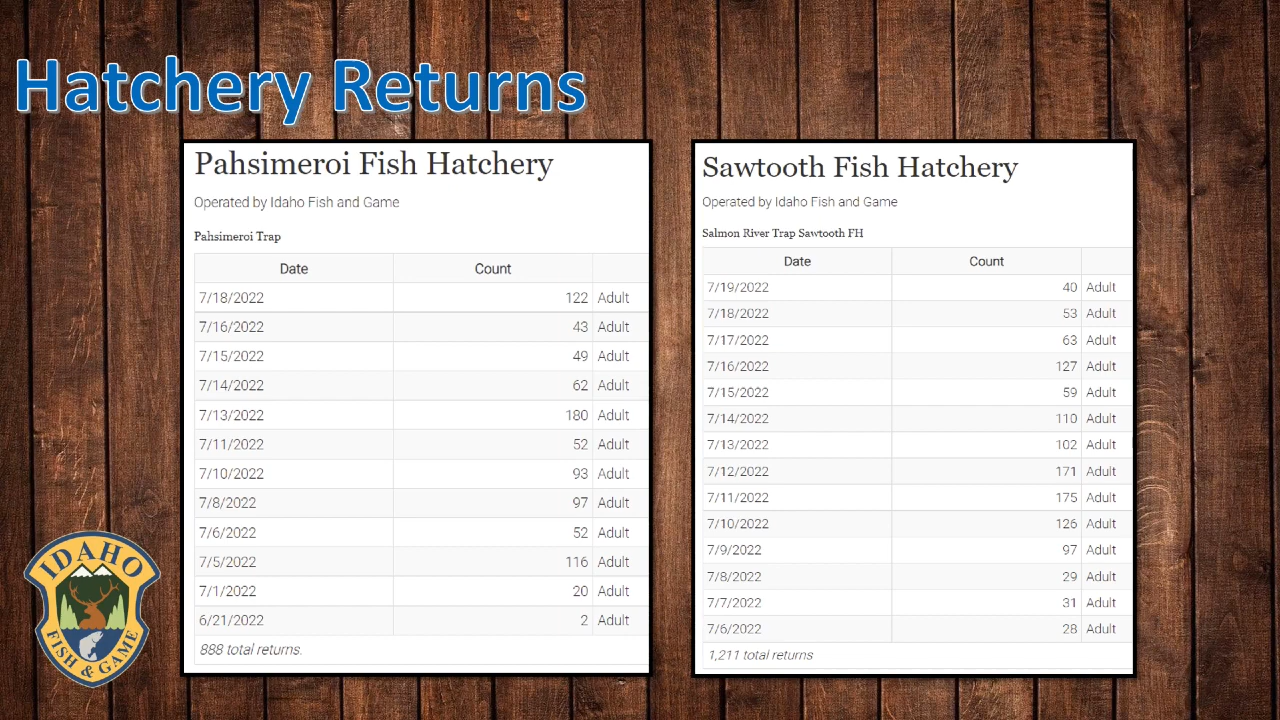 Hatchery Returns
Pahsimeroi Fish Hatchery
Operated by Idaho Fish and Game
Pahsimeroi Trap
Date Count
7/18/2022 122 Adult
7/16/2022 43 Adult
7/15/2022 49 Adult
7/14/2022 62 Adult
7/13/2022 180 Adult
7/11/2022 52 Adult
7/10/2022 93 Adult
7/8/2022 97 Adult
7/6/2022 52 Adult
7/5/2022 116 Adult
7/1/2022 20 Adult
6/21/2022 2 Adult
888 total returns.
Sawtooth Fish Hatchery
Operated by Idaho Fish and Game
Salmon River Trap Sawtooth FH
Date Count
7/19/2022 40 Adult
7/18/2022 53 Adult
7/17/2022 63 Adult
7/16/2022 127 Adult
7/15/2022 59 Adult
7/14/2022 110 Adult
7/13/2022 102 Adult
7/12/2022 171 Adult
7/11/2022 175 Adult
7/10/2022 126 Adult
7/9/2022 97 Adult
7/8/2022 29 Adult
7/7/2022 31 Adult
7/6/2022 28 Adult
1,211 total returns
IDAHO
FISH & GAME